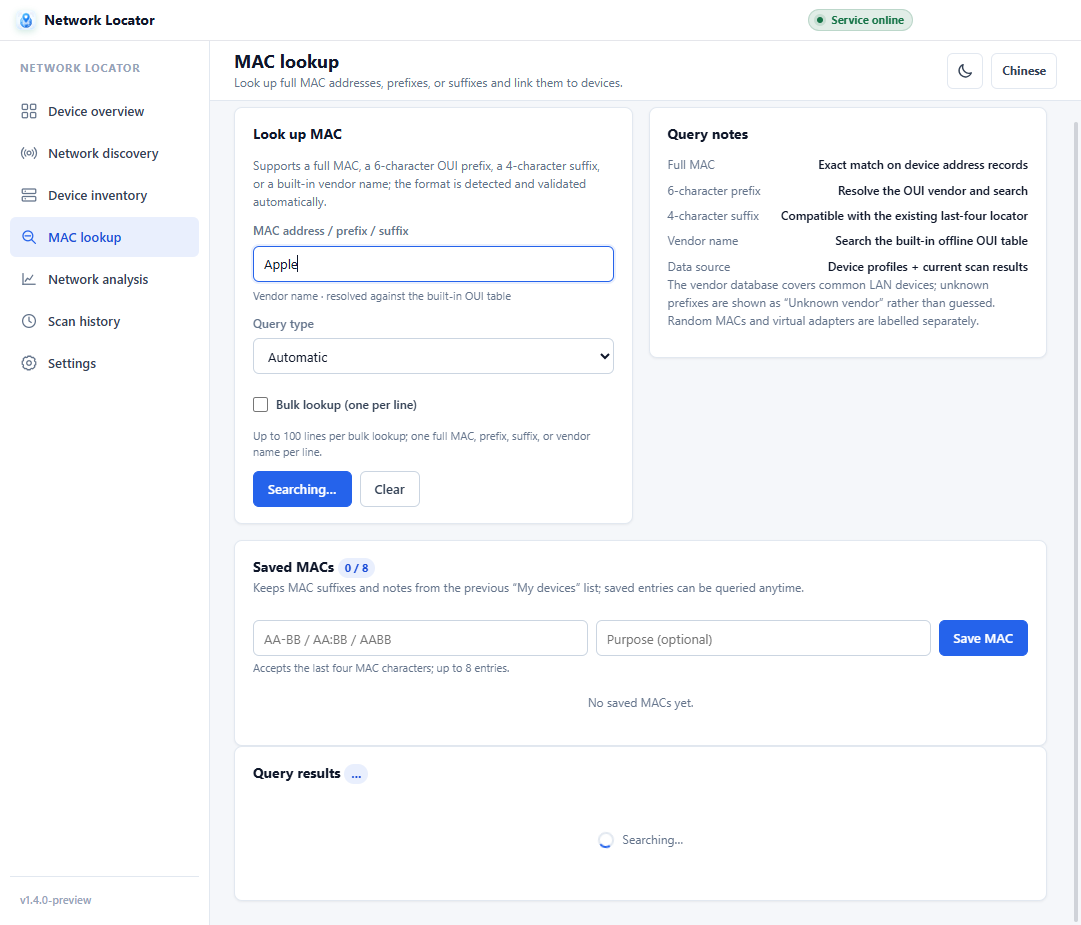 Network Locator
Service online
NETWORK LOCATOR
Device overview
Network discovery
Device inventory
MAC lookup
Network analysis
Scan history
Settings
v1.4.0-preview
MAC lookup
Look up full MAC addresses, prefixes, or suffixes and link them to devices.
Chinese
Look up MAC
Supports a full MAC, a 6-character OUI prefix, a 4-character suffix,
or a built-in vendor name; the format is detected and validated
automatically.
MAC address / prefix / suffix
Apple
Vendor name · resolved against the built-in OUI table
Query type
Automatic
Bulk lookup (one per line)
Up to 100 lines per bulk lookup; one full MAC, prefix, suffix, or vendor
name per line.
Searching...
Clear
Query notes
Full MAC Exact match on device address records
6-character prefix Resolve the OUI vendor and search
4-character suffix Compatible with the existing last-four locator
Vendor name Search the built-in offline OUI table
Data source Device profiles + current scan results
The vendor database covers common LAN devices; unknown
prefixes are shown as “Unknown vendor” rather than guessed.
Random MACs and virtual adapters are labelled separately.
Saved MACs 0 / 8
Keeps MAC suffixes and notes from the previous “My devices” list; saved entries can be queried anytime.
AA-BB / AA:BB / AABB
Purpose (optional)
Save MAC
Accepts the last four MAC characters; up to 8 entries.
No saved MACs yet.
Query results ...
Searching...